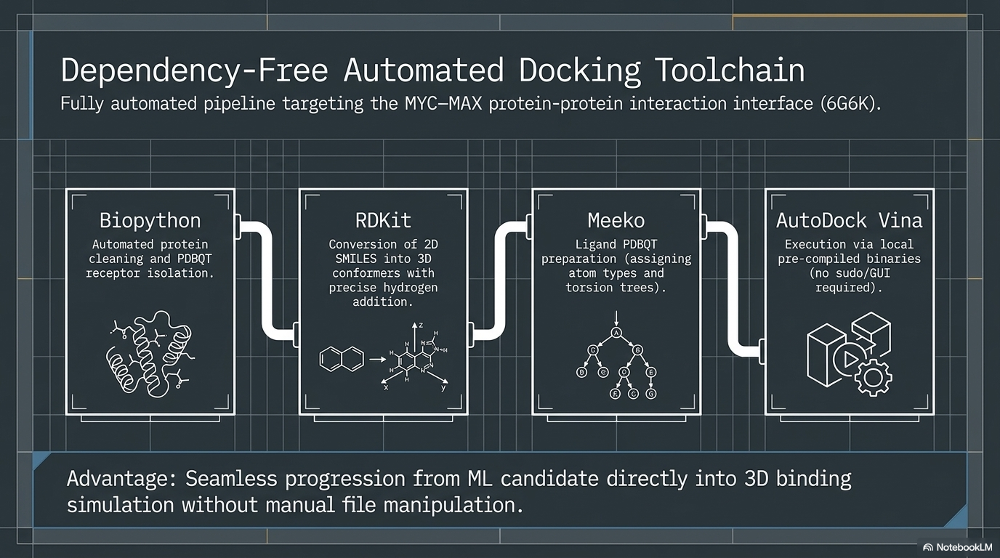 Dependency-Free Automated Docking Toolchain
Fully automated pipeline targeting the MYC–MAX protein-protein interaction interface (6G6K).
Biopython
Automated protein
cleaning and PDBQT
receptor isolation.
RDKit
Conversion of 2D
SMILES into 3D
conformers with
precise hydrogen
addition.
z
x
y
Meeko
Ligand PDBQT
preparation (assigning
atom types and
torsion trees).
A
AutoDock Vina
Execution via local
pre-compiled binaries
(no sudo/GUI
required).
Advantage: Seamless progression from ML candidate directly into 3D binding
simulation without manual file manipulation.
NotebookLM